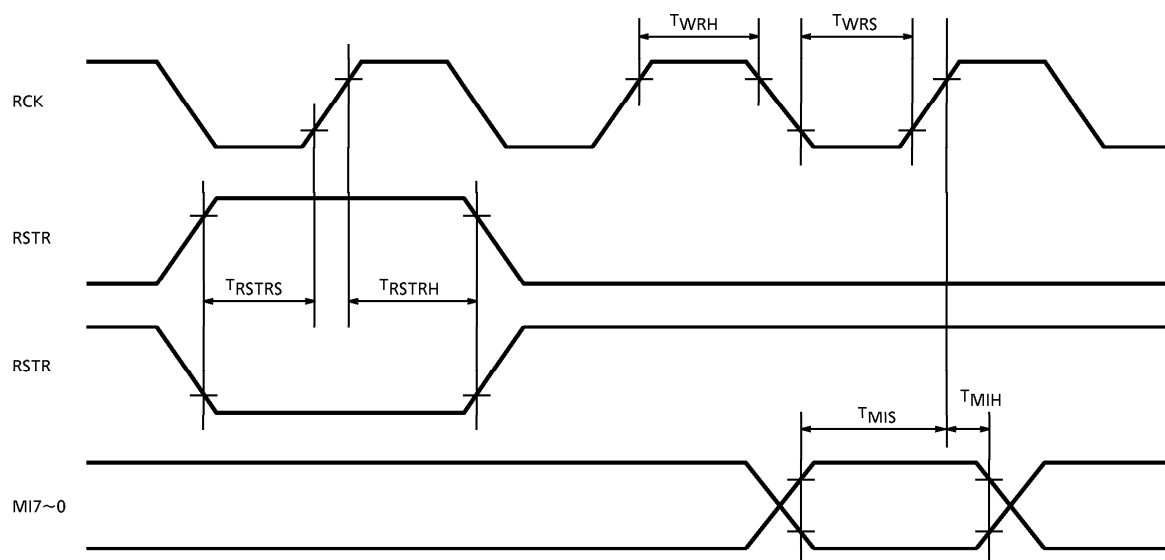 TWRH
TWRS
RCK
RSTR
TRSTRS
TRSTRH
RSTR
TMIS
TMIH
MI7~0